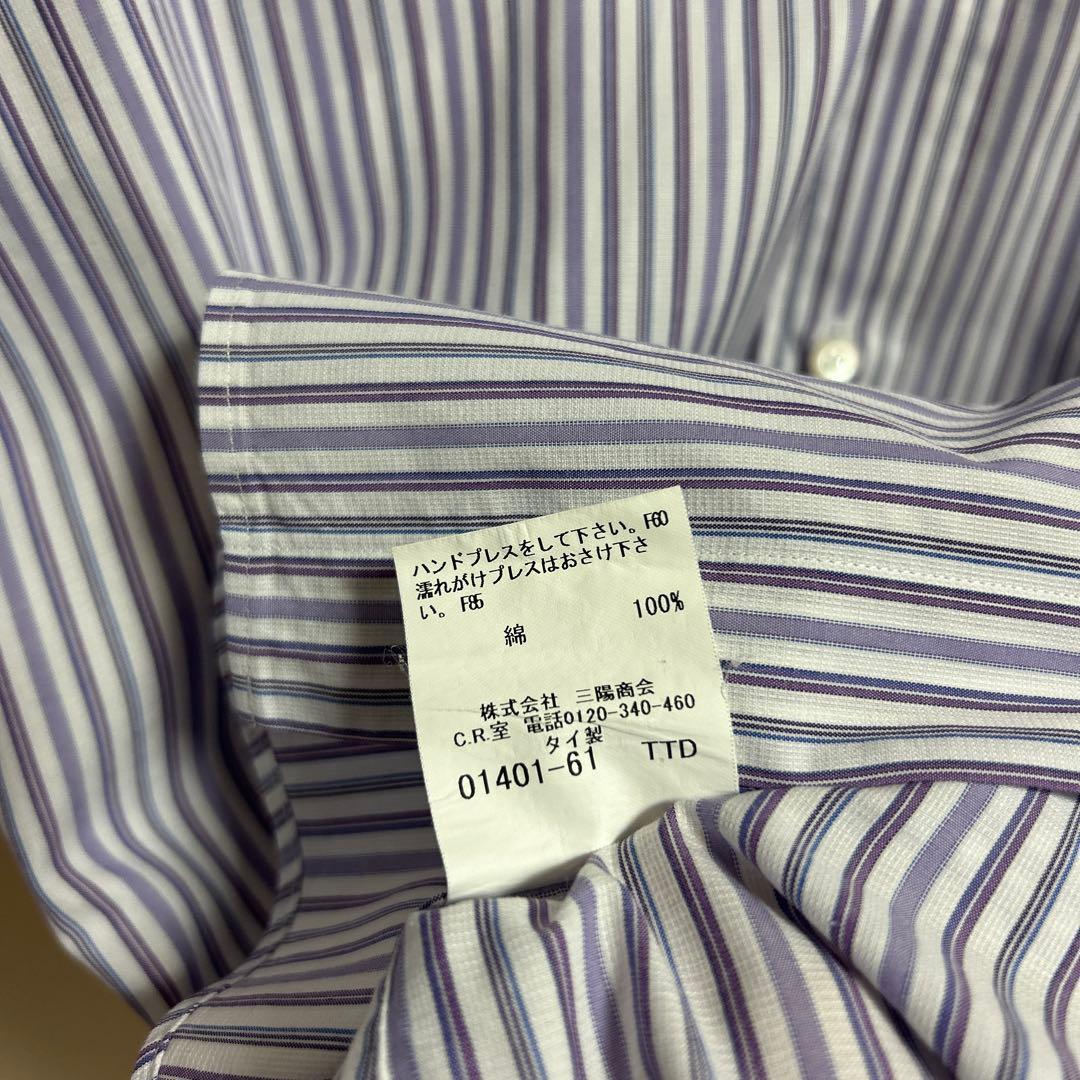 ハンドプレスをして下さい。F60
濡れがけプレスはおさけ下さ
い。F85
綿 100%
株式会社 三陽商会
C.R.室 電話0120-340-460
タイ製
01401-61 TTD